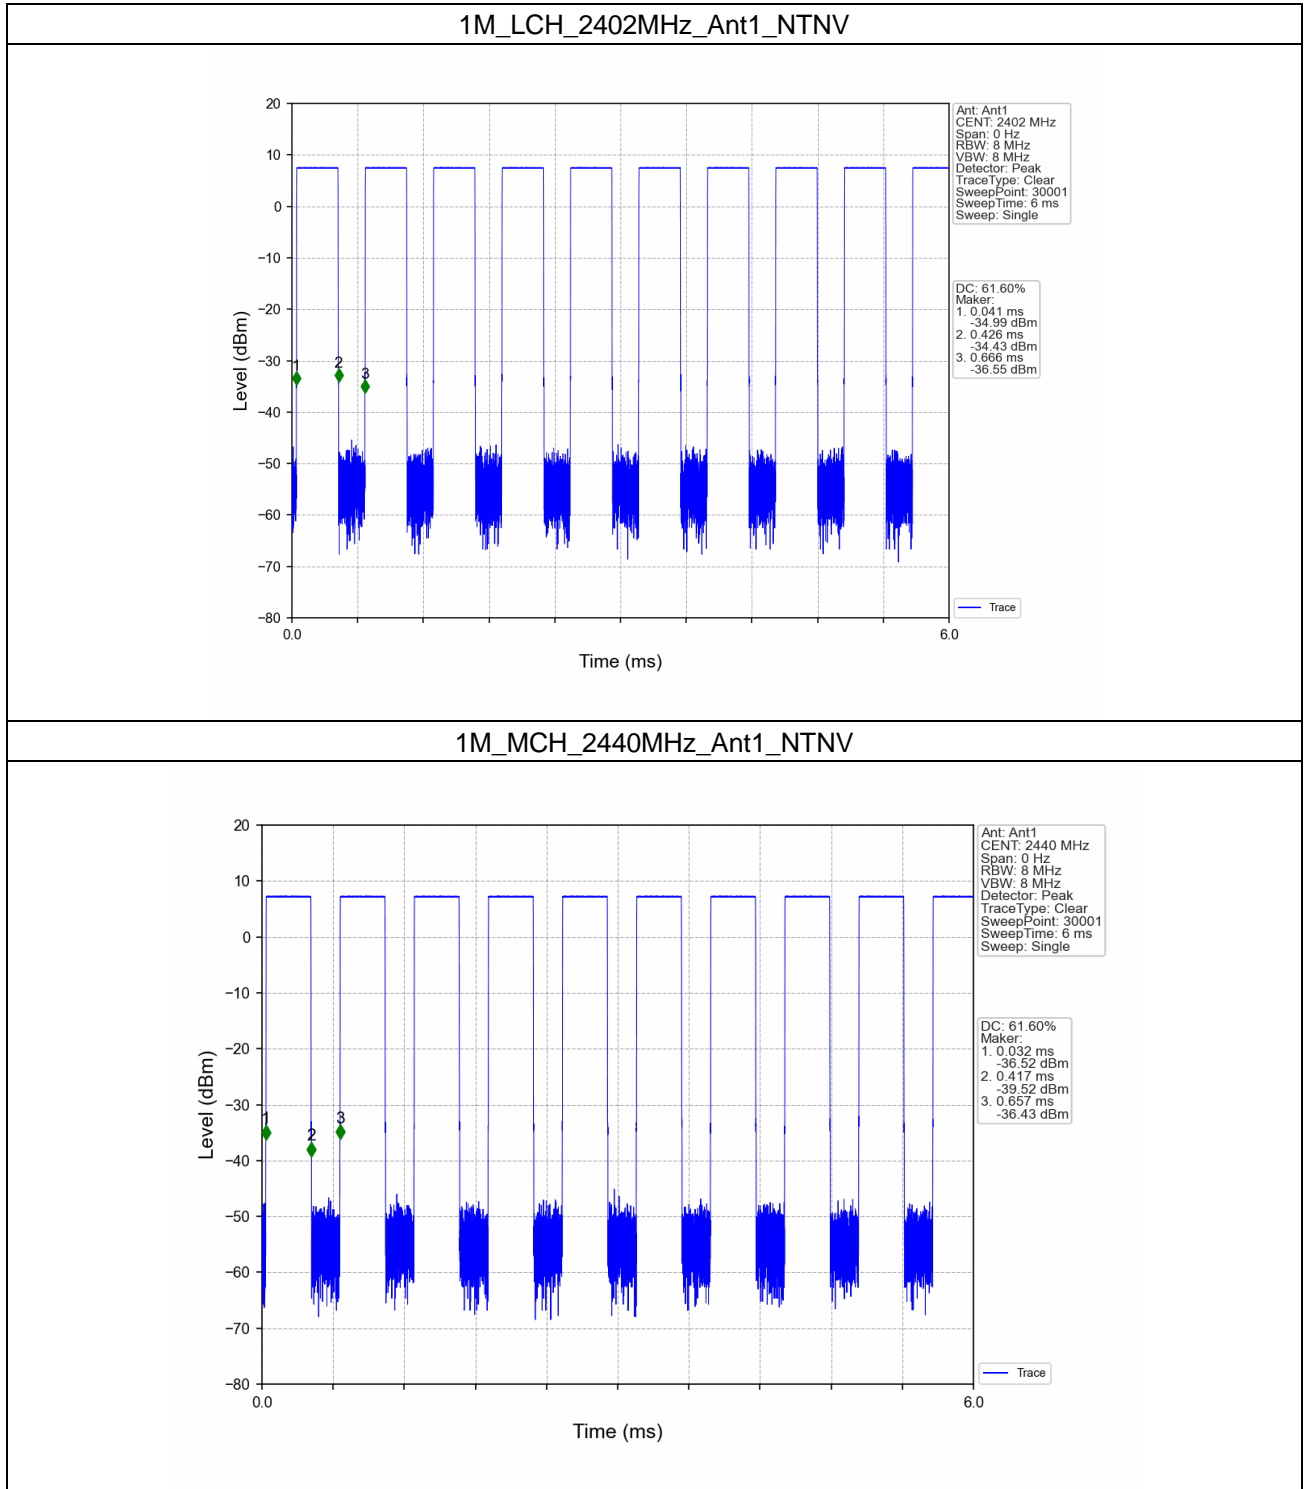 1M_LCH_2402MHz_Ant1_NTNV
20
10
0
−10
−20
−30
−40
−50
−60
−70
−80
Level (dBm)
0.0
6.0
Time (ms)
1
2
3
Ant: Ant1
CENT: 2402 MHz
Span: 0 Hz
RBW: 8 MHz
VBW: 8 MHz
Detector: Peak
TraceType: Clear
SweepPoint: 30001
SweepTime: 6 ms
Sweep: Single
DC: 61.60%
Maker:
1. 0.041 ms
-34.99 dBm
2. 0.426 ms
-34.43 dBm
3. 0.666 ms
-36.55 dBm
Trace
1M_MCH_2440MHz_Ant1_NTNV
20
10
0
−10
−20
−30
−40
−50
−60
−70
−80
Level (dBm)
0.0
6.0
Time (ms)
1
2
3
Ant: Ant1
CENT: 2440 MHz
Span: 0 Hz
RBW: 8 MHz
VBW: 8 MHz
Detector: Peak
TraceType: Clear
SweepPoint: 30001
SweepTime: 6 ms
Sweep: Single
DC: 61.60%
Maker:
1. 0.032 ms
-36.52 dBm
2. 0.417 ms
-39.52 dBm
3. 0.657 ms
-36.43 dBm
Trace